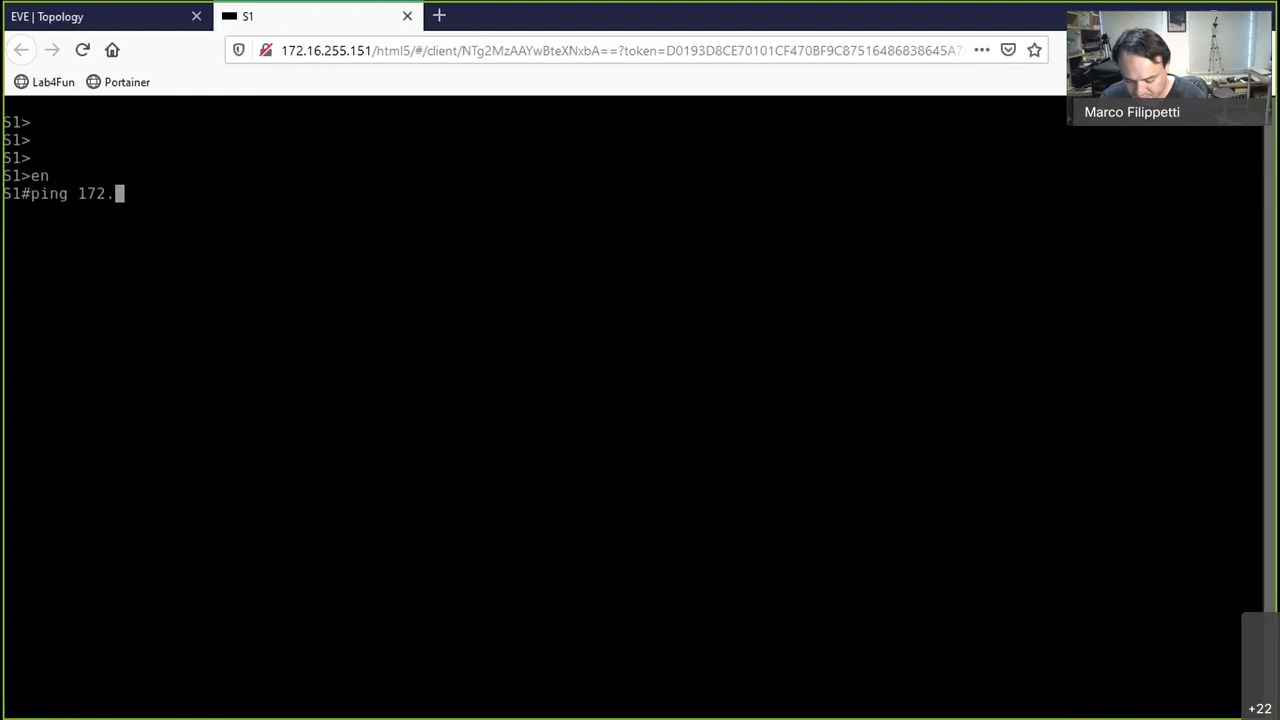 EVE | Topology
S1
172.16.255.151/html5/#/client/NTg2MzAAYwBteXNxbA==?token=D0193D8CE70101CF470BF9C87516486838645A7
Lab4Fun
Portainer
Marco Filippetti
S1>
S1>
S1>
S1>en
S1#ping 172.
+22